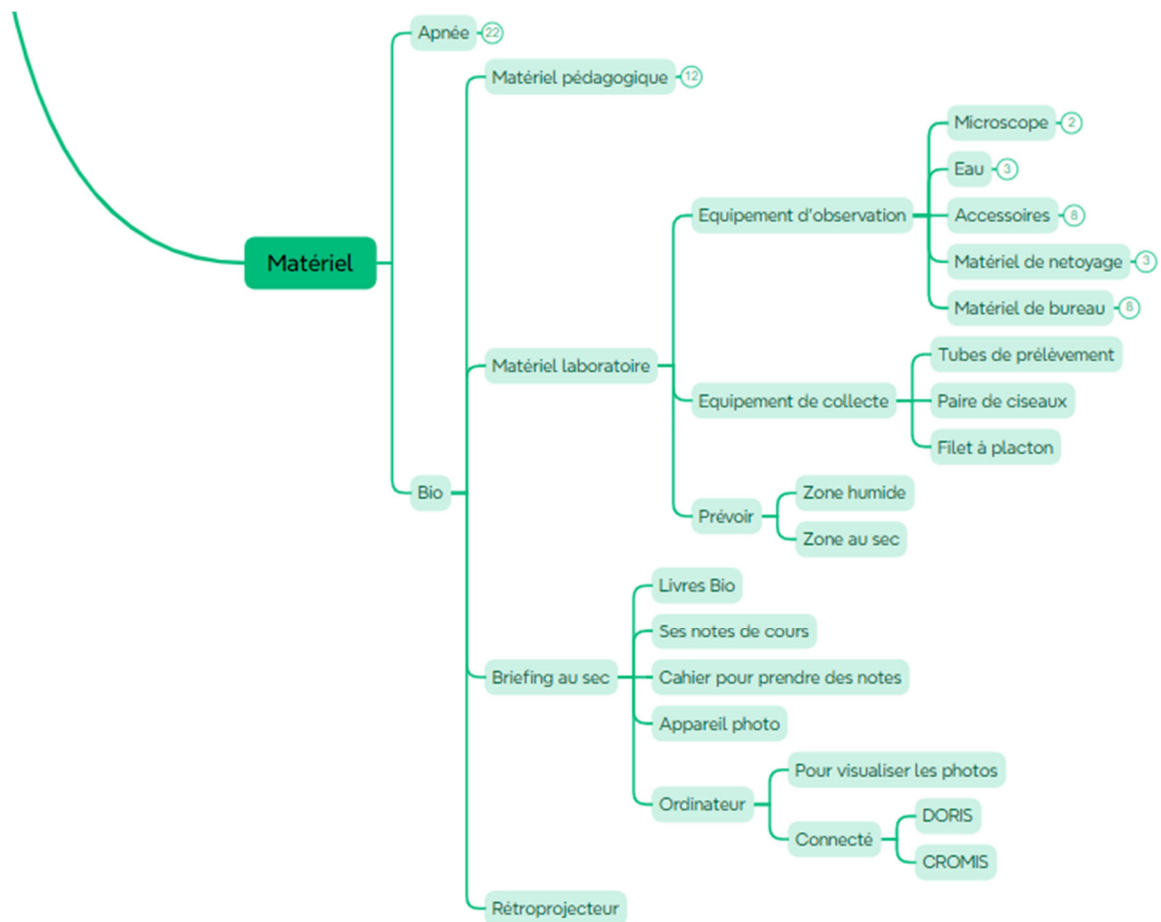 Apnée 22
Matériel pédagogique 12
Microscope 2
Eau 3
Equipement d'observation
Accessoires 8
Matériel
Matériel de netoyage 3
Matériel de bureau 8
Tubes de prélèvement
Matériel laboratoire
Equipement de collecte
Paire de ciseaux
Filet à placton
Bio
Zone humide
Prévoir
Zone au sec
Livres Bio
Ses notes de cours
Briefing au sec
Cahier pour prendre des notes
Appareil photo
Pour visualiser les photos
Ordinateur
DORIS
Connecté
CROMIS
Rétroprojecteur